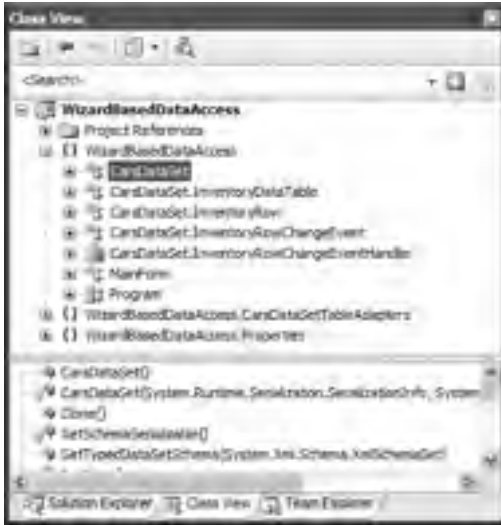 Class View
<Search>
WizardBasedDataAccess
Project References
WizardBasedDataAccess
CarsDataSet
CarsDataSet.InventoryDataTable
CarsDataSet.InventoryRow
CarsDataSet.InventoryRowChangeEvent
CarsDataSet.InventoryRowChangeEventHandler
MainForm
Program
WizardBasedDataAccess.CarsDataSetTableAdapters
WizardBasedDataAccess.Properties
CarsDataSet()
CarsDataSet(System.Runtime.Serialization.SerializationInfo, System
Clone()
GetSchemaSerializable()
GetTypedDataSetSchema(System.Xml.Schema.XmlSchemaSet)
Solution Explorer Class View Team Explorer